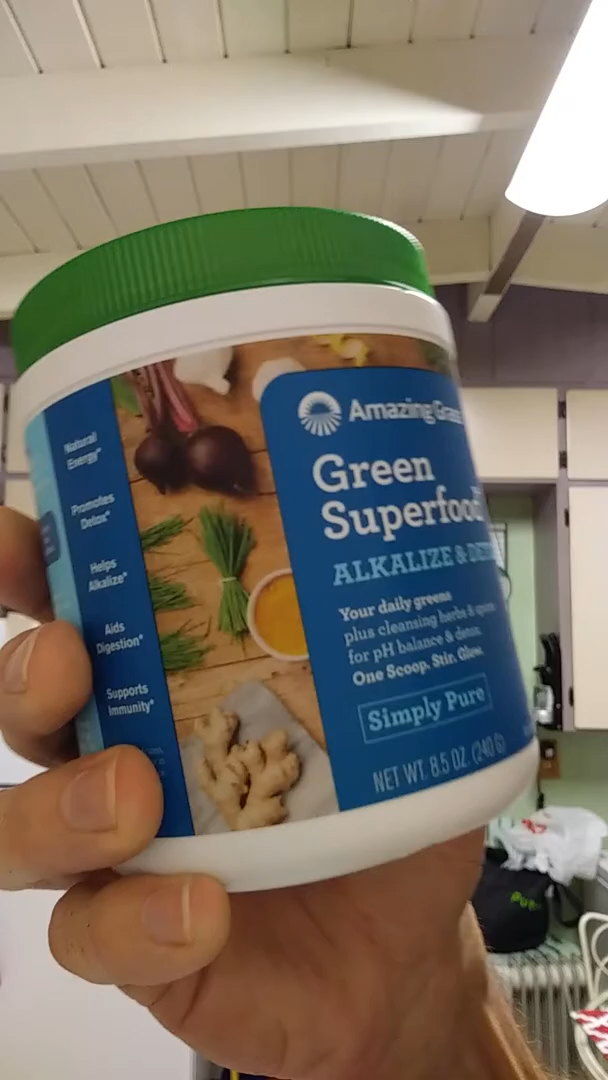 Natural
Energy*
Promotes
Detox*
Helps
Alkalize*
Aids
Digestion*
Supports
Immunity*
Amazing Gras
Green
Superfood
ALKALIZE & DET
Your daily greens
plus cleansing herbs &
for pH balance & detox.
One Scoop. Stir. Glow.
Simply Pure
NET WT. 8.5 OZ. (240 G)